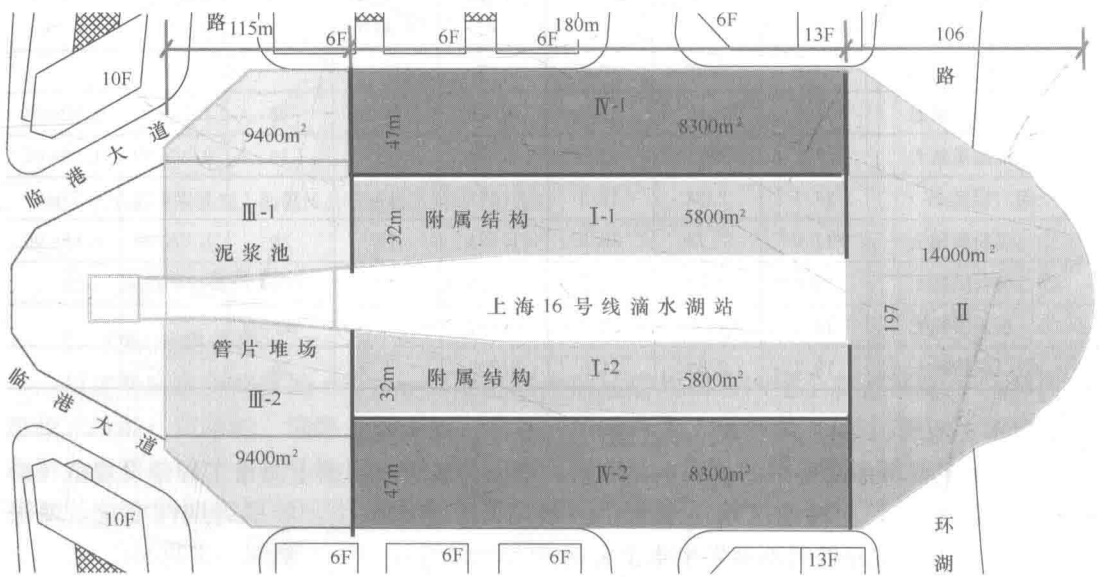 路
115m
6F
6F
6F
180m
6F
13F
106
10F
路
9400m²
47m
Ⅳ-1
8300m²
临港大道
Ⅲ-1
泥浆池
32m
附属结构
Ⅰ-1
5800m²
14000m²
上海16号线滴水湖站
197
Ⅱ
管片堆场
Ⅲ-2
32m
附属结构
Ⅰ-2
5800m²
临港大道
9400m²
47m
Ⅳ-2
8300m²
10F
6F
6F
6F
13F
环湖